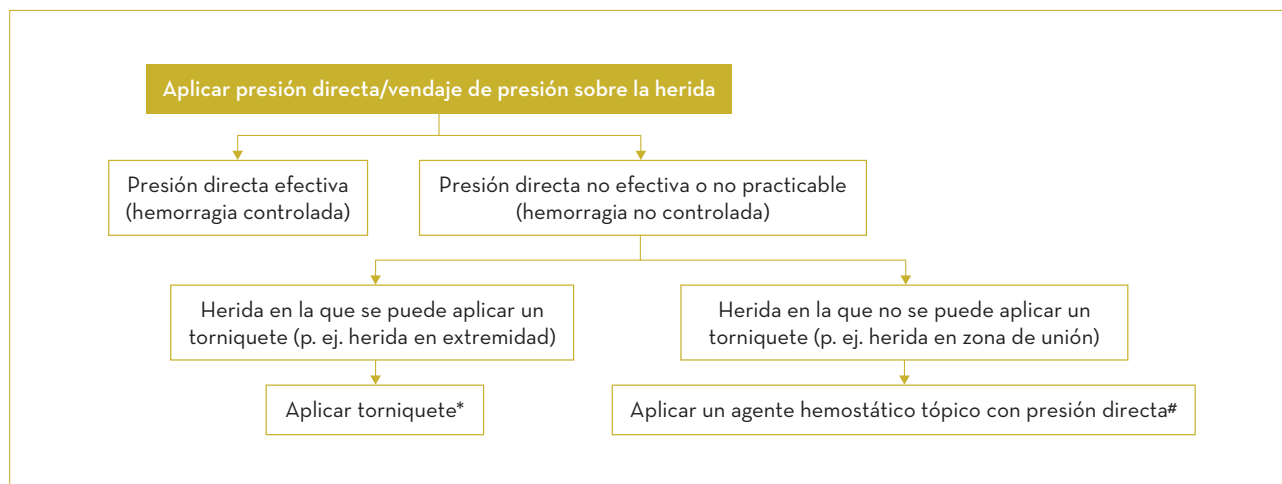 Aplicar presión directa/vendaje de presión sobre la herida
Presión directa efectiva
(hemorragia controlada)
Presión directa no efectiva o no practicable
(hemorragia no controlada)
Herida en la que se puede aplicar un
torniquete (p. ej. herida en extremidad)
Herida en la que no se puede aplicar un
torniquete (p. ej. herida en zona de unión)
Aplicar torniquete*
Aplicar un agente hemostático tópico con presión directa#